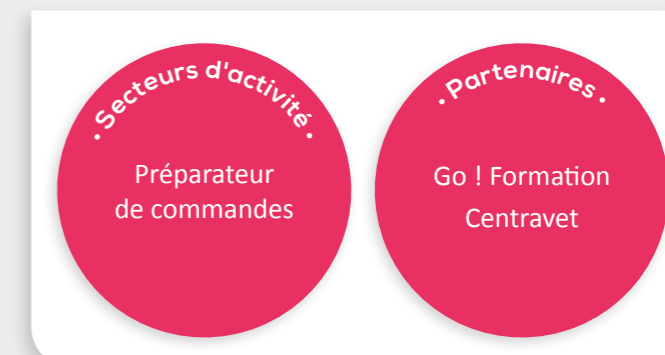 • Secteurs d'activité •
Préparateur
de commandes
• Partenaires •
Go ! Formation
Centravet